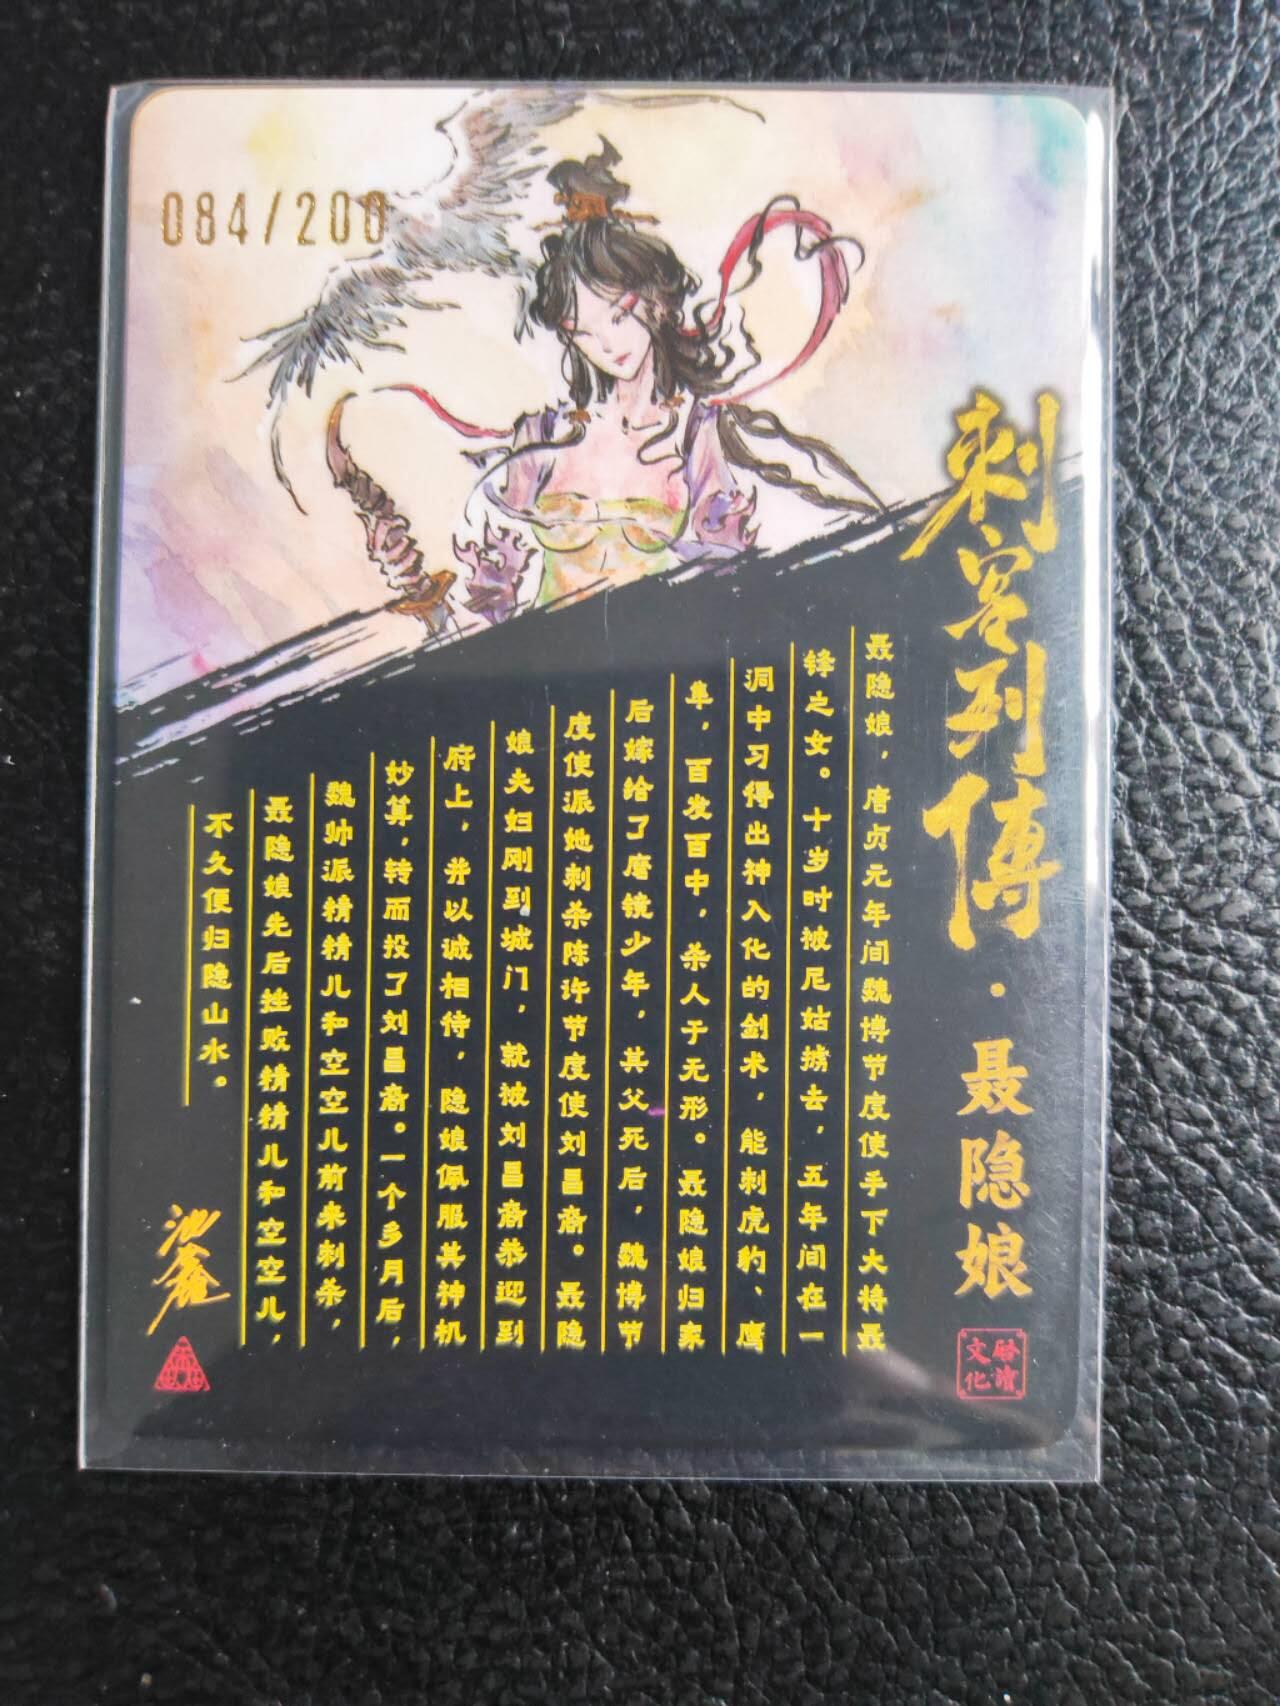 084/200
刺客列傳·聂隐娘
聂隐娘，唐贞元年间魏博节度使手下大将聂
锋之女。十岁时被尼姑掳去，五年间在一
洞中习得出神入化的剑术，能刺虎豹、鹰
隼，百发百中，杀人于无形。聂隐娘归家
后嫁给了磨镜少年，其父死后，魏博节
度使派她刺杀陈许节度使刘昌裔。聂隐
娘夫妇刚到城门，就被刘昌裔恭迎到
府上，并以诚相待，隐娘佩服其神机
妙算，转而投了刘昌裔。一个多月后，
魏帅派精精儿和空空儿前来刺杀，
聂隐娘先后挫败精精儿和空空儿，
不久便归隐山水。
文化